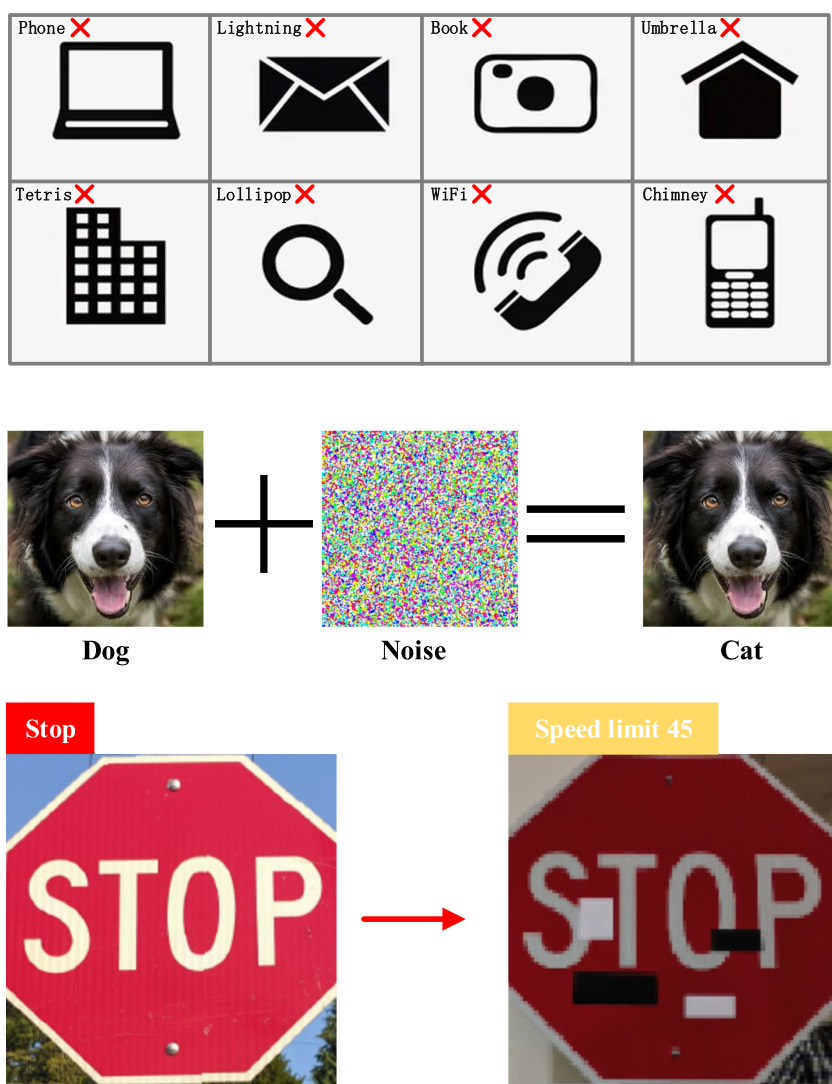 Phone Lightning Book Umbrella
Tetris Lollipop WiFi Chimney
Dog Noise Cat
Stop Speed limit 45
STOP STOP